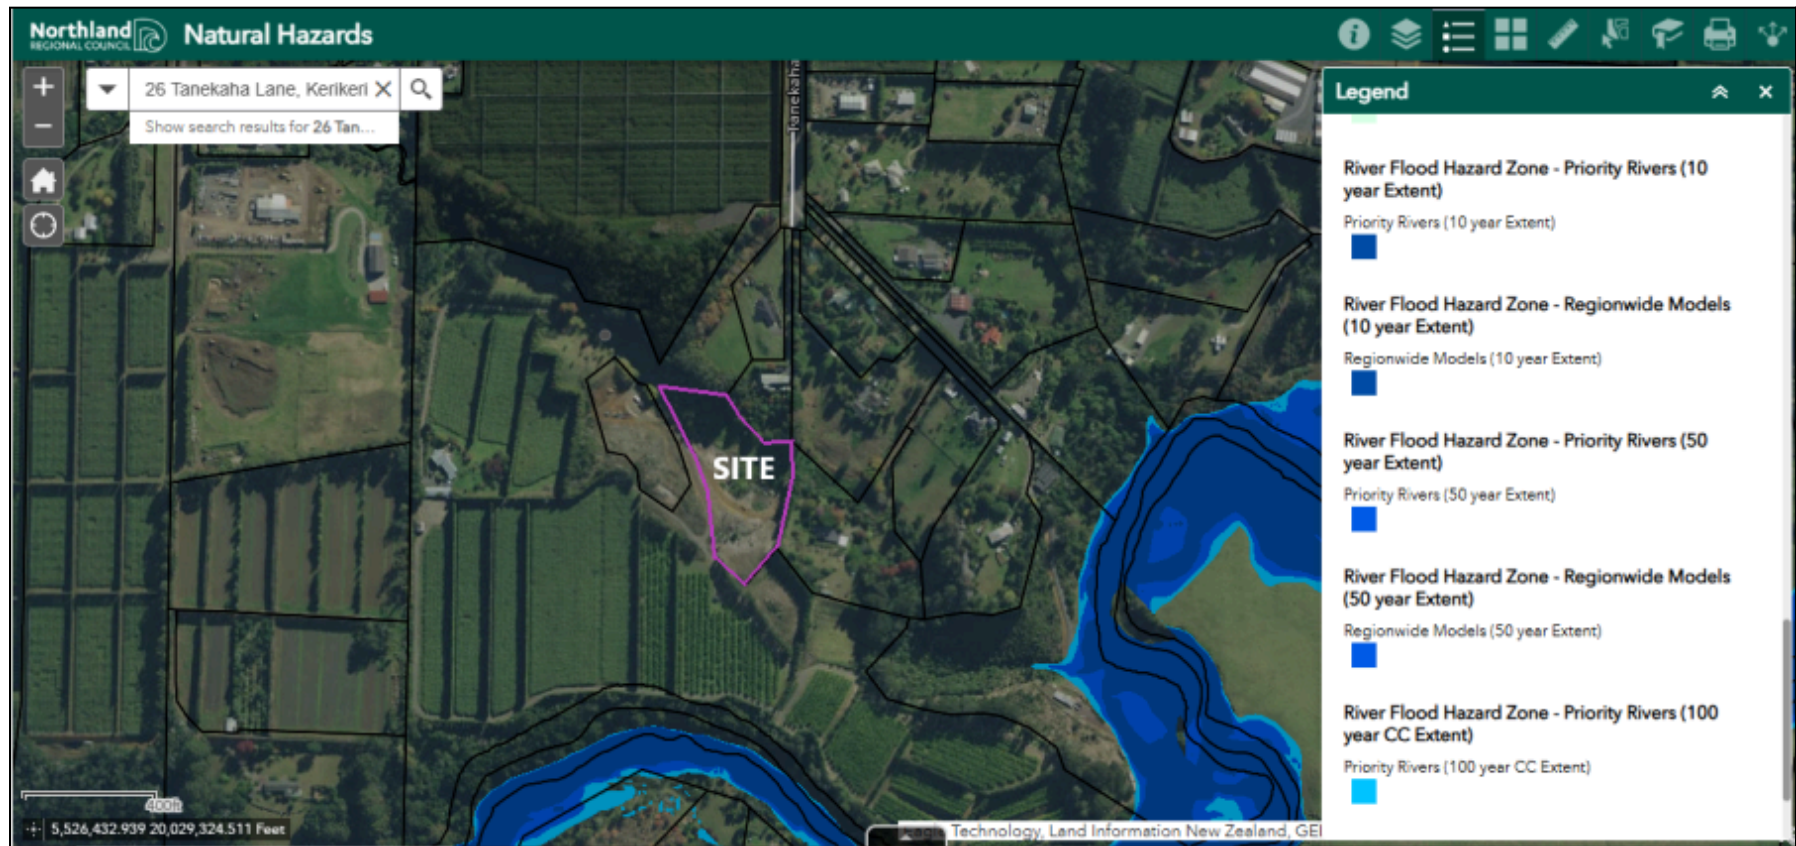 Northland
REGIONAL COUNCIL
Natural Hazards
26 Tanekaha Lane, Kerikeri
Show search results for 26 Tan...
Tanekaha
SITE
Legend
River Flood Hazard Zone - Priority Rivers (10
year Extent)
Priority Rivers (10 year Extent)
River Flood Hazard Zone - Regionwide Models
(10 year Extent)
Regionwide Models (10 year Extent)
River Flood Hazard Zone - Priority Rivers (50
year Extent)
Priority Rivers (50 year Extent)
River Flood Hazard Zone - Regionwide Models
(50 year Extent)
Regionwide Models (50 year Extent)
River Flood Hazard Zone - Priority Rivers (100
year CC Extent)
Priority Rivers (100 year CC Extent)
400ft
5,526,432.939 20,029,324.511 Feet
Technology, Land Information New Zealand, GEI